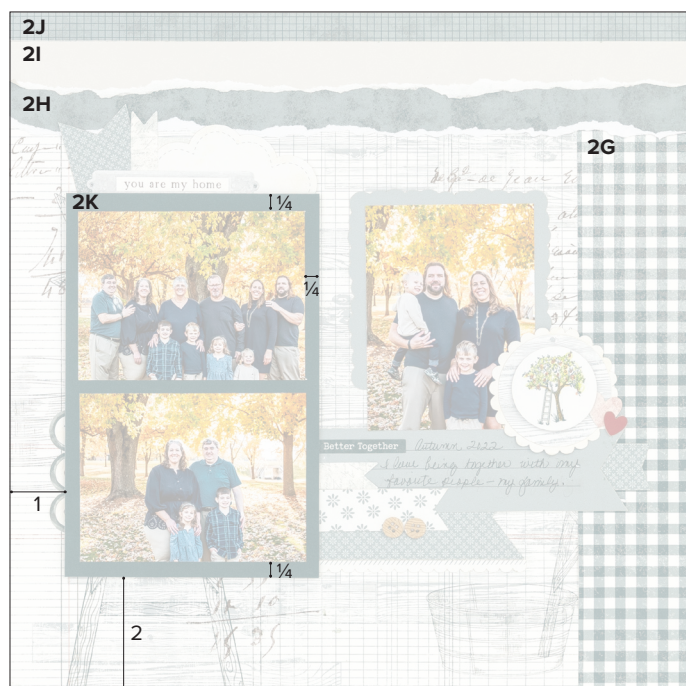 2J
2I
2H
2G
you are my home
2K
1/4
1/4
Better Together Autumn 2022
I love being together with my
favorite people - my family.
1
1/4
2